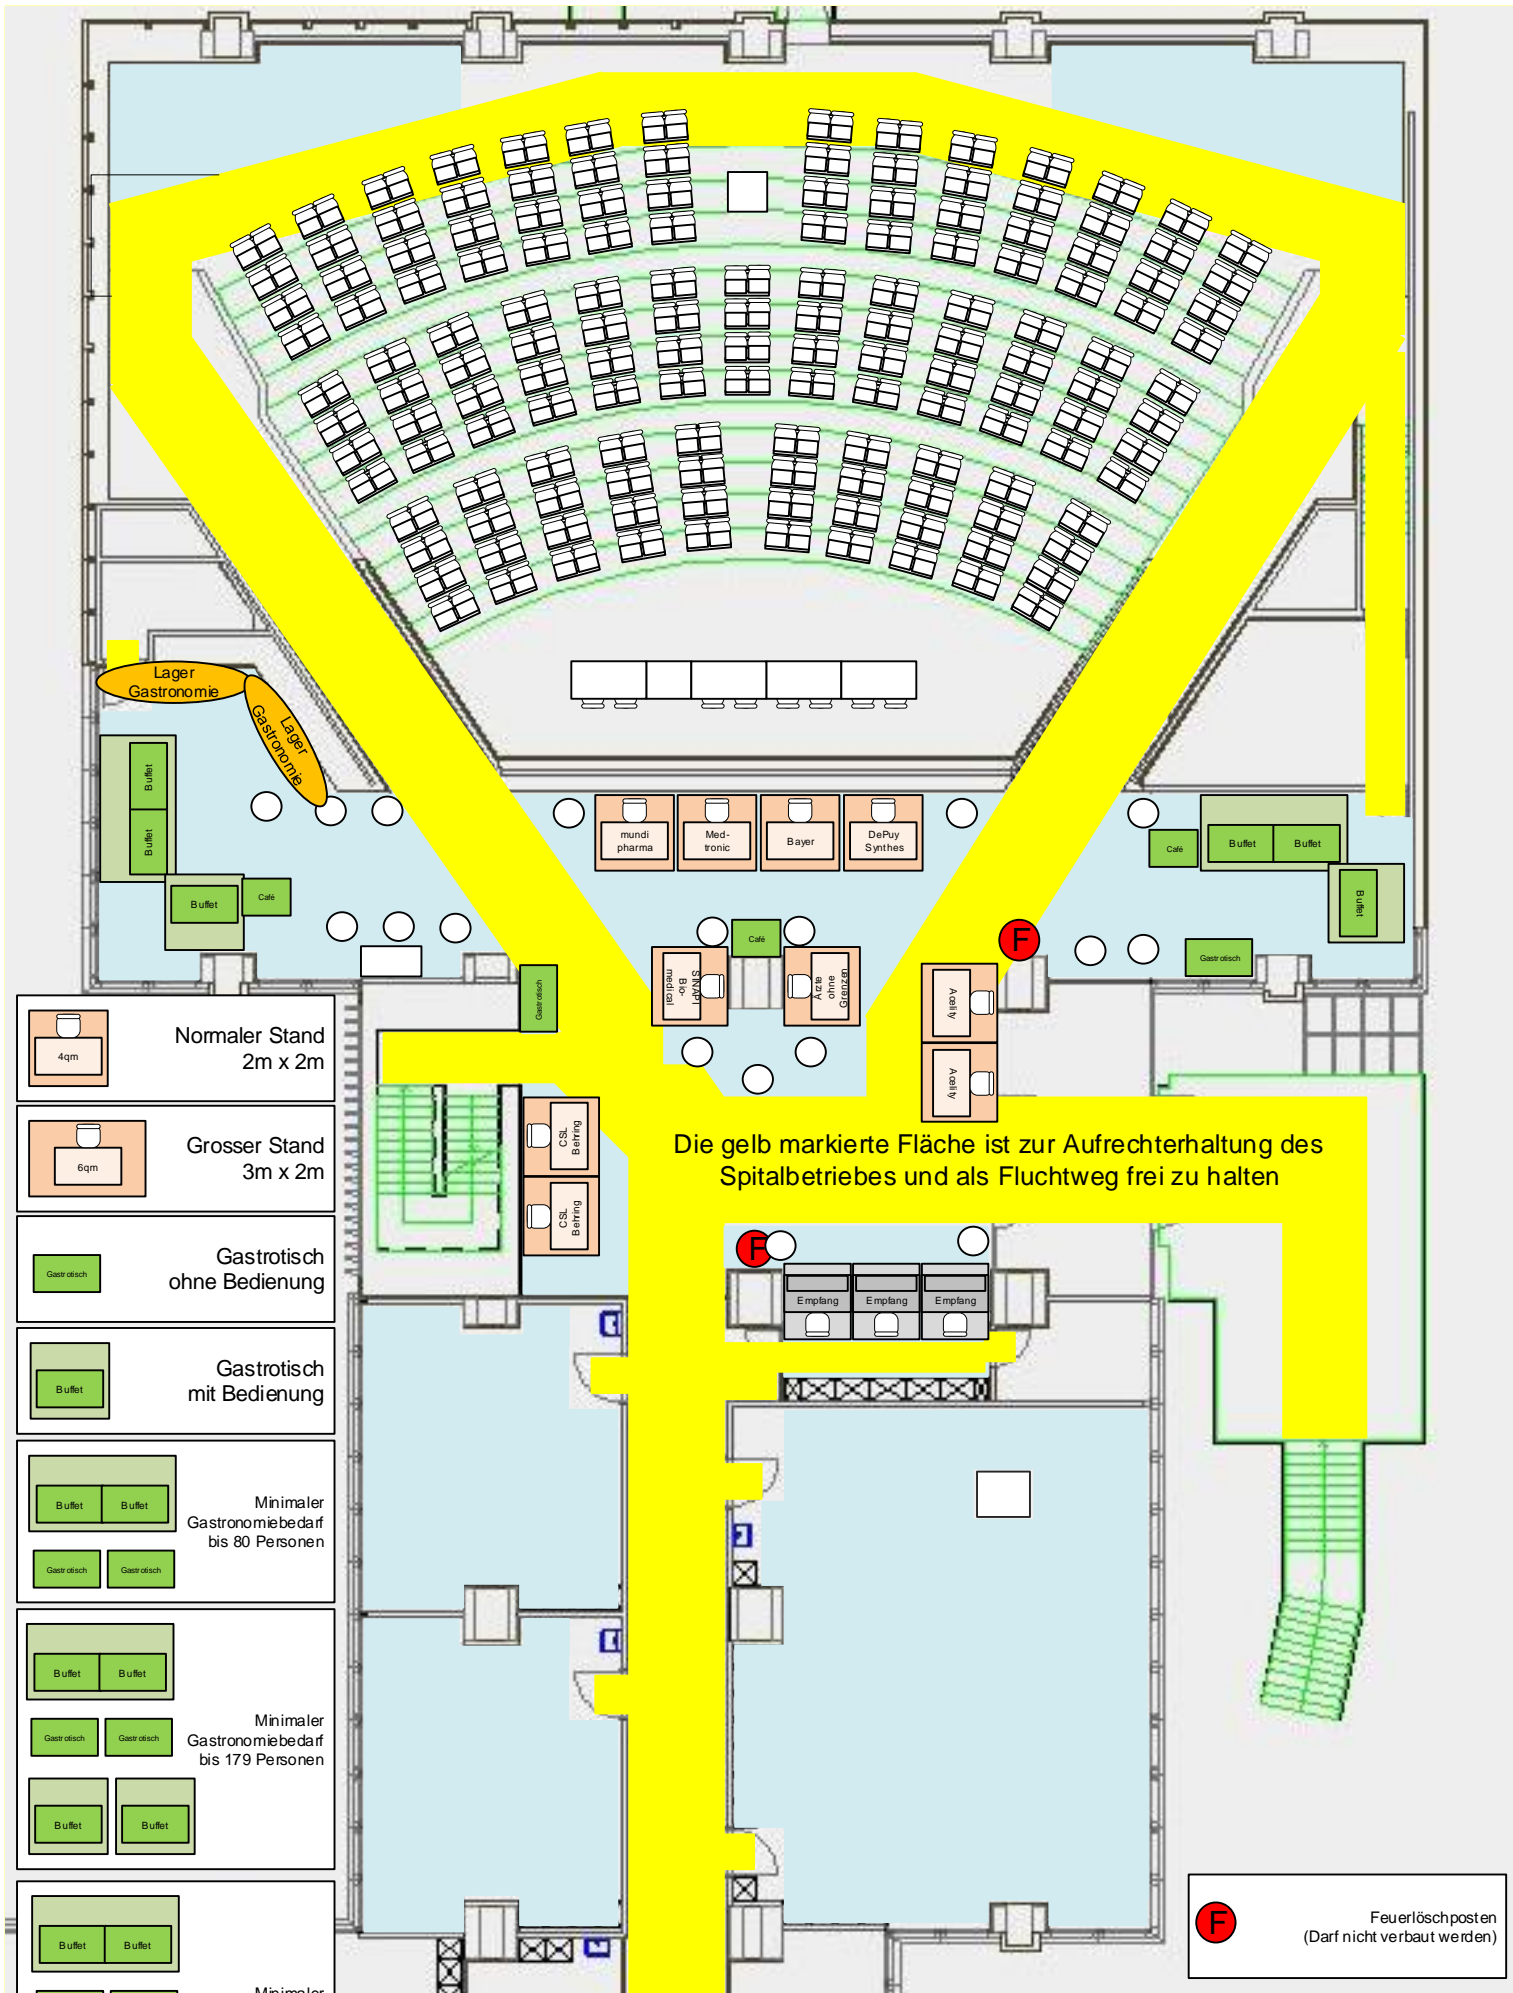 Lager
Gastronomie
Lager
Gastronomie
Buffet
Buffet
Buffet
Café
mundi
pharma
Med-
tronic
Bayer
DePuy
Synthes
Café
Buffet
Buffet
Buffet
Gastrotisch
F
Café
SINAPI
Bio-
medical
Ärzte
ohne
Grenzen
Gastrotisch
Acelity
Acelity
CSL
Behring
CSL
Behring
Die gelb markierte Fläche ist zur Aufrechterhaltung des
Spitalbetriebes und als Fluchtweg frei zu halten
F
Empfang
Empfang
Empfang
4qm
Normaler Stand
2m x 2m
6qm
Grosser Stand
3m x 2m
Gastrotisch
Gastrotisch
ohne Bedienung
Buffet
Gastrotisch
mit Bedienung
Buffet
Buffet
Gastrotisch
Gastrotisch
Minimaler
Gastronomiebedarf
bis 80 Personen
Buffet
Buffet
Gastrotisch
Gastrotisch
Buffet
Buffet
Minimaler
Gastronomiebedarf
bis 179 Personen
Buffet
Buffet
Minimaler
F
Feuerlöschposten
(Darf nicht verbaut werden)